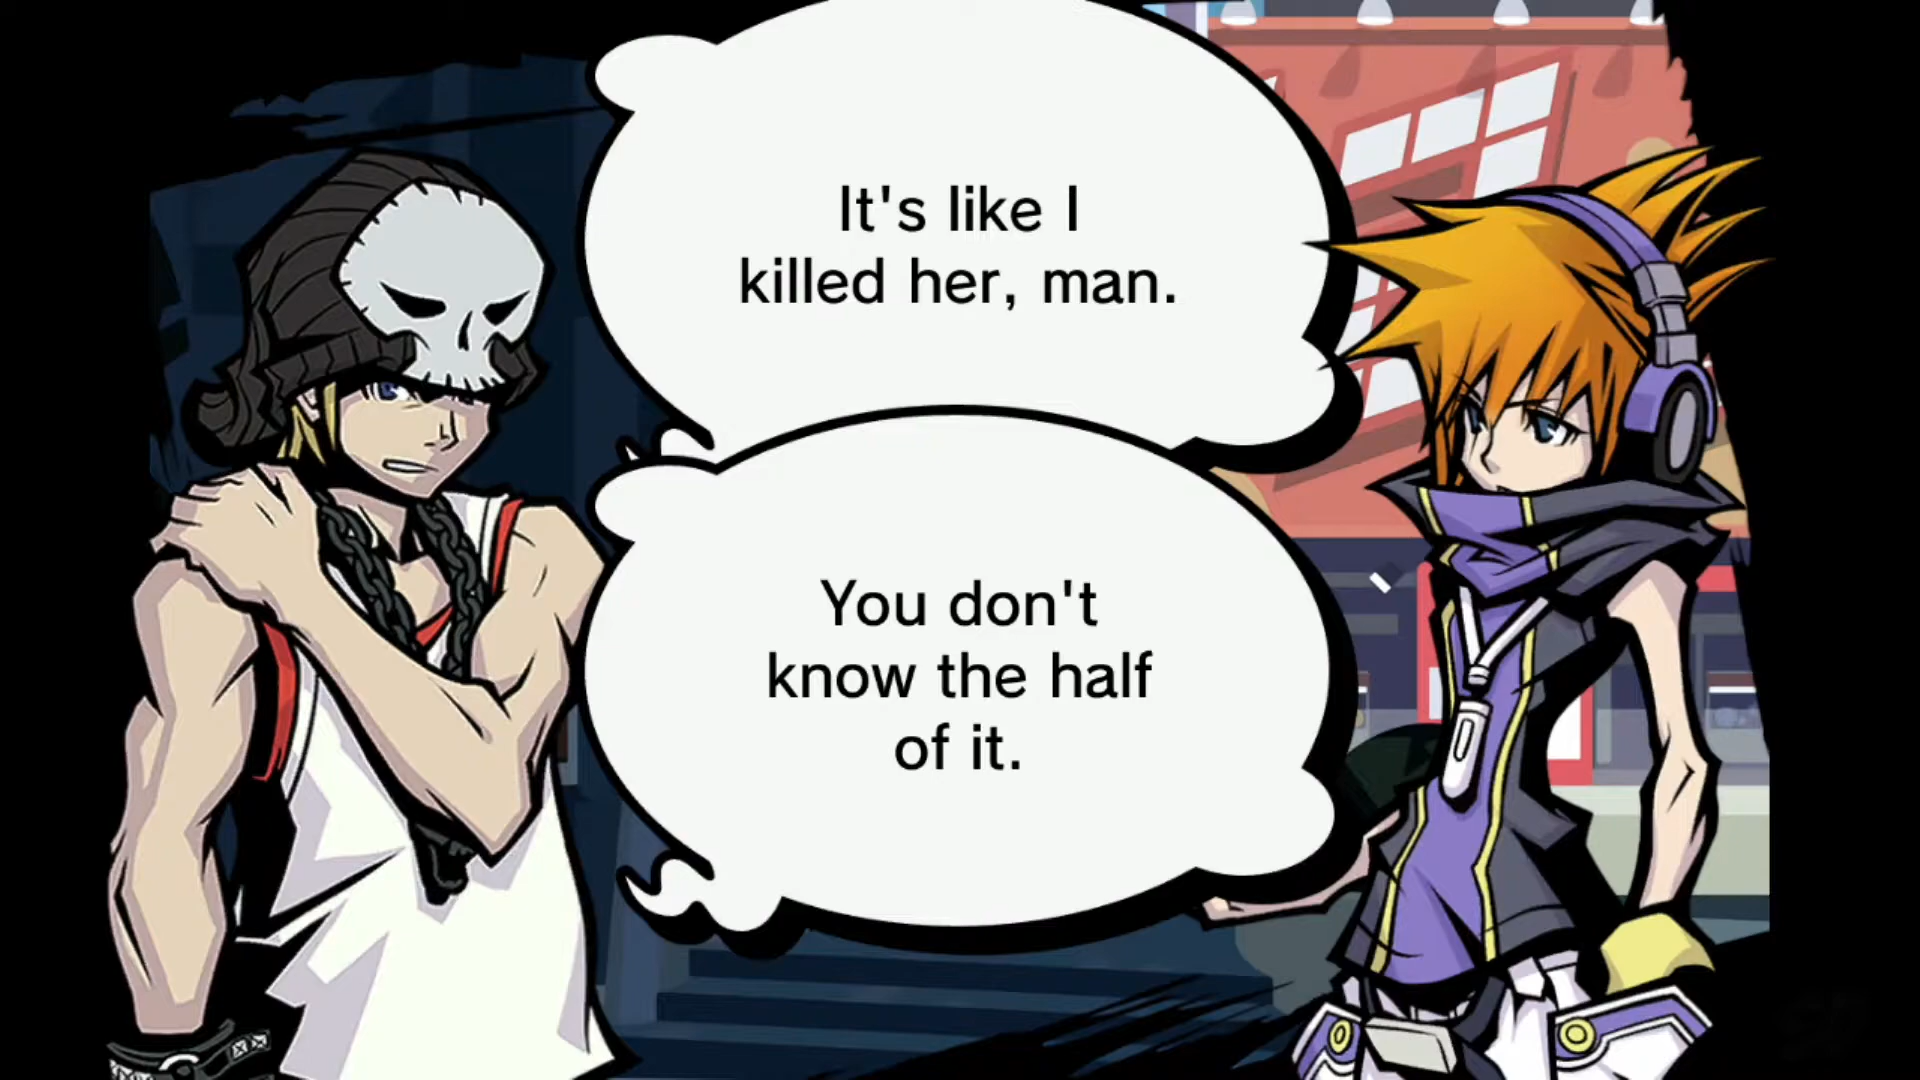 It's like I
killed her, man.
You don't
know the half
of it.